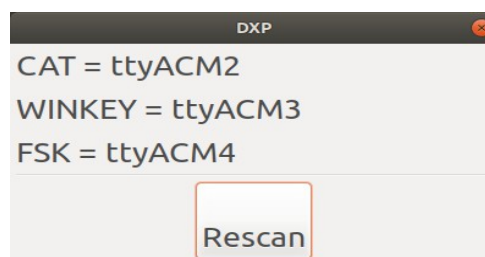 DXP
CAT = ttyACM2
WINKEY = ttyACM3
FSK = ttyACM4
Rescan